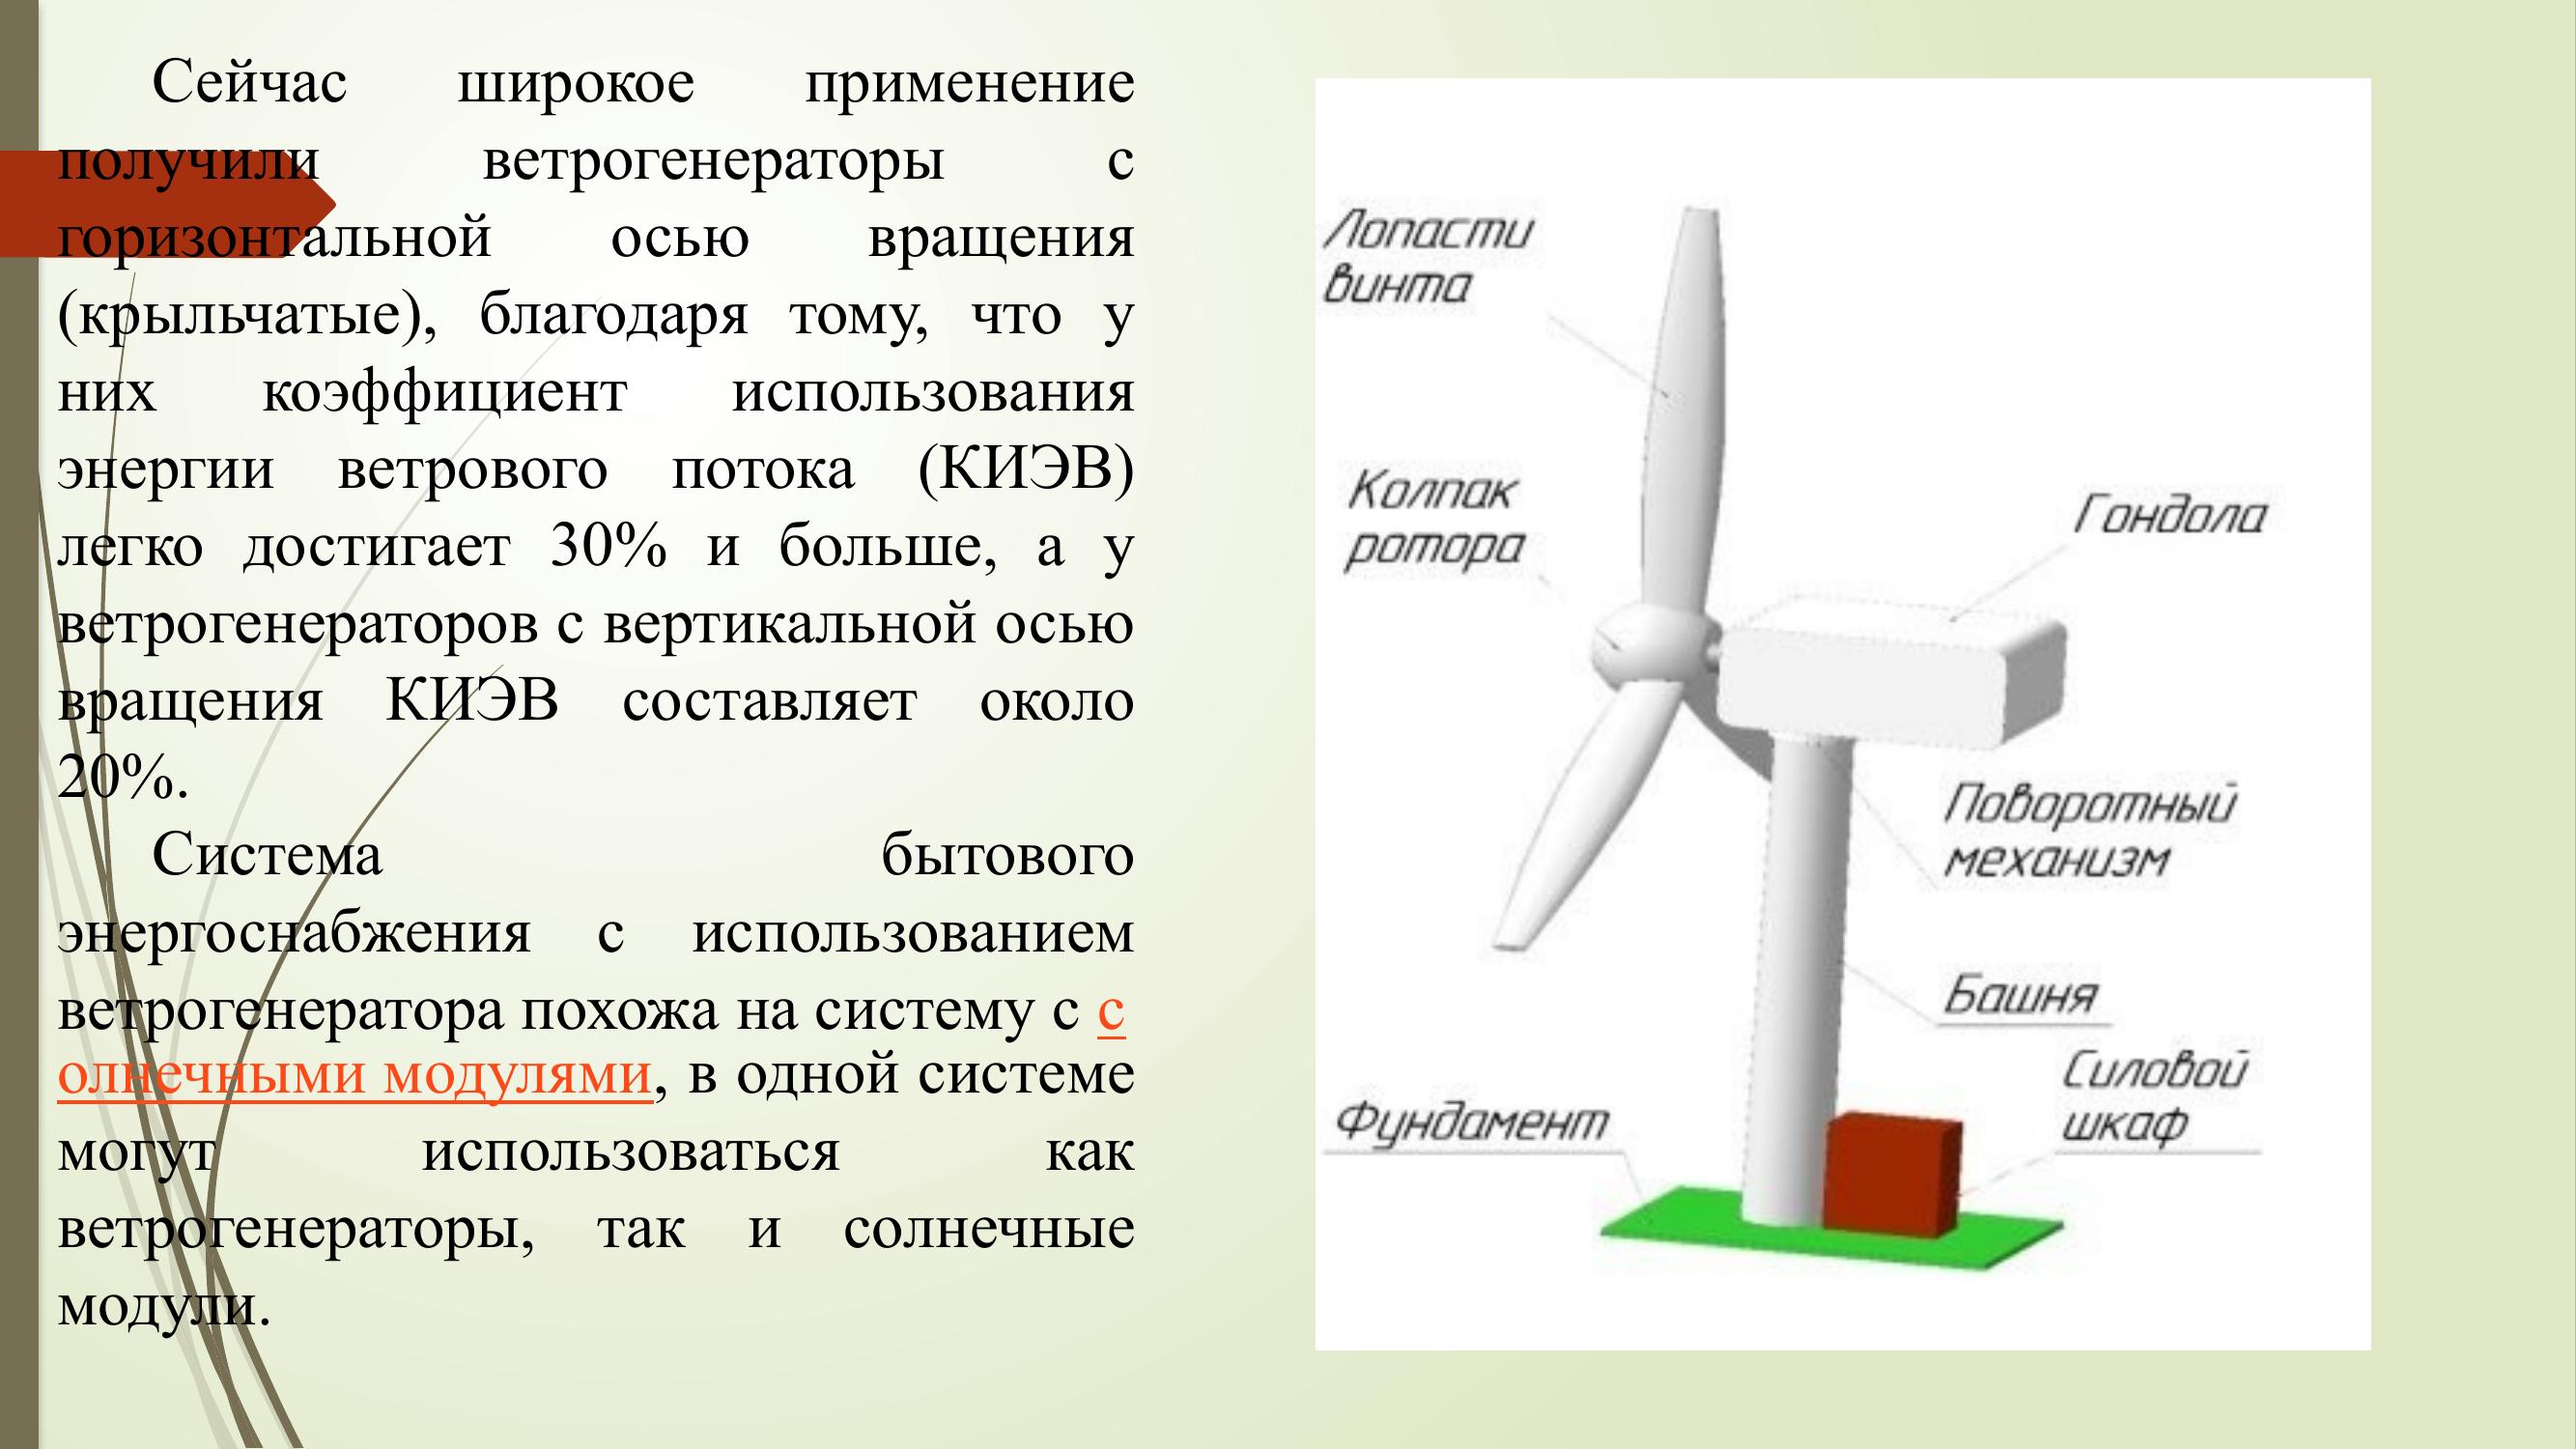 Сейчас широкое применение
получили ветрогенераторы с
горизонтальной осью вращения
(крыльчатые), благодаря тому, что у
них коэффициент использования
энергии ветрового потока (КИЭВ)
легко достигает 30% и больше, а у
ветрогенераторов с вертикальной осью
вращения КИЭВ составляет около
20%.
Система бытового
энергоснабжения с использованием
ветрогенератора похожа на систему с с
олнечными модулями, в одной системе
могут использоваться как
ветрогенераторы, так и солнечные
модули.
Лопасти
винта
Колпак
ротора
Гондола
Поворотный
механизм
Башня
Силовой
шкаф
Фундамент